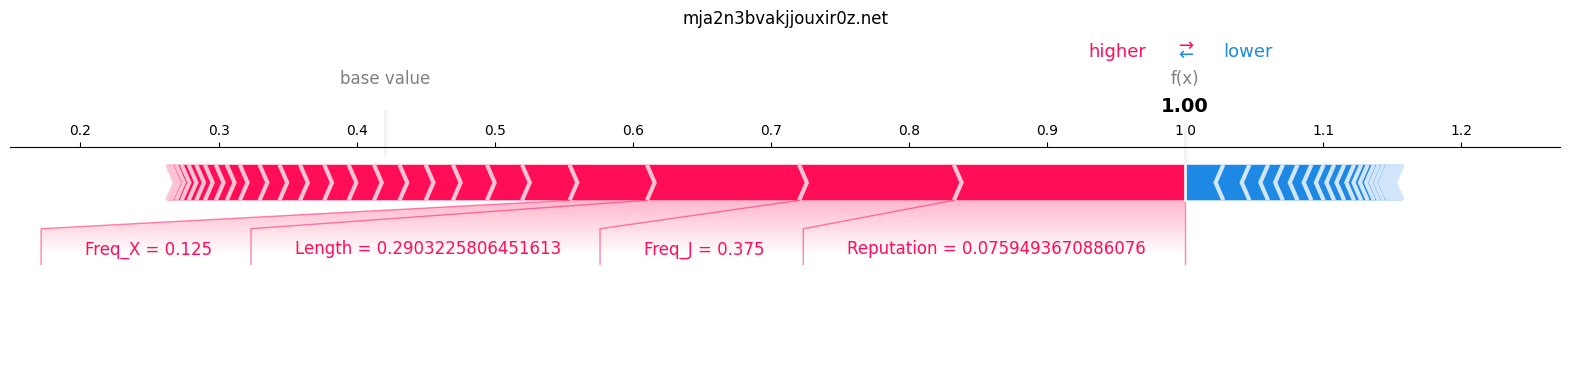 mja2n3bvakjjouxir0z.net
higher → ← lower
base value f(x)
1.00
0.2 0.3 0.4 0.5 0.6 0.7 0.8 0.9 1.0 1.1 1.2
Freq_X = 0.125 Length = 0.2903225806451613 Freq_J = 0.375 Reputation = 0.0759493670886076